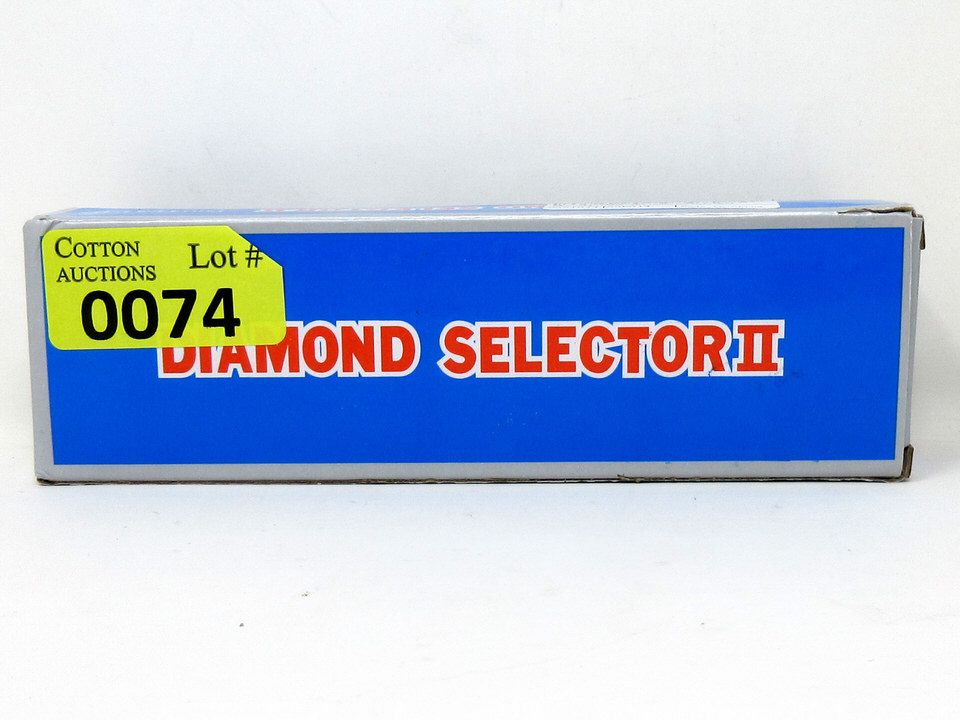 COTTON
AUCTIONS
Lot #
0074
DIAMOND SELECTOR II